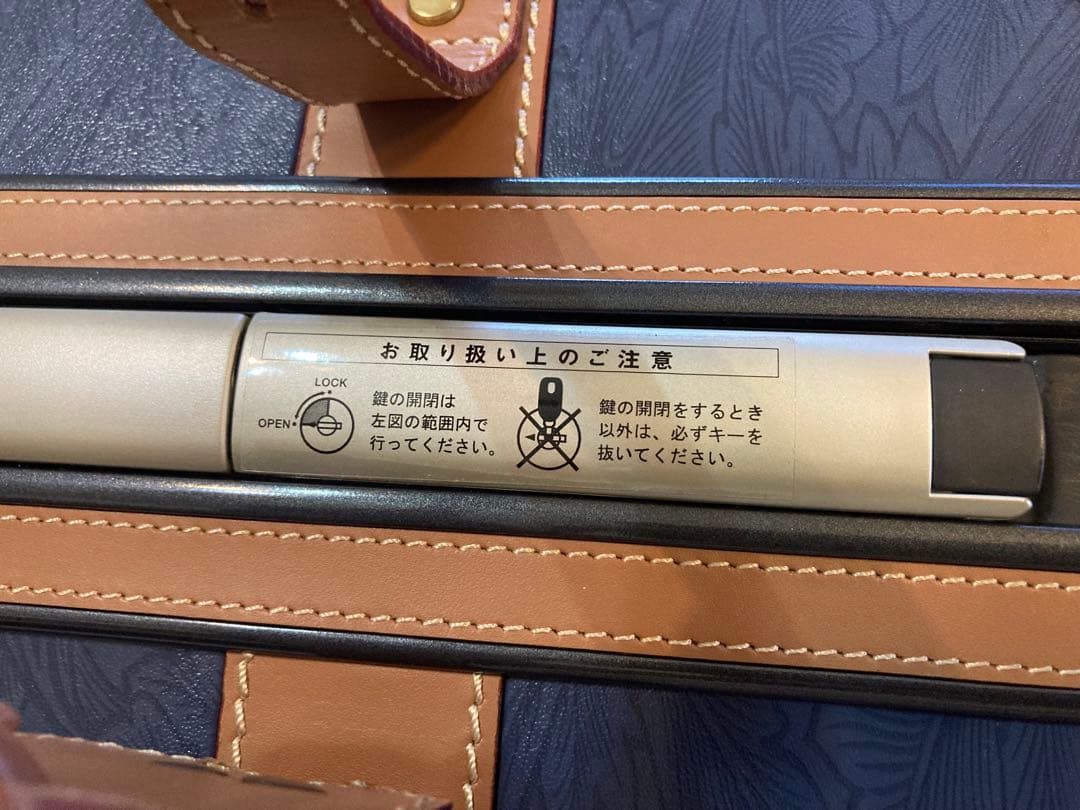 お取り扱い上のご注意
LOCK
OPEN
鍵の開閉は
左図の範囲内で
行ってください。
鍵の開閉をするとき
以外は、必ずキーを
抜いてください。